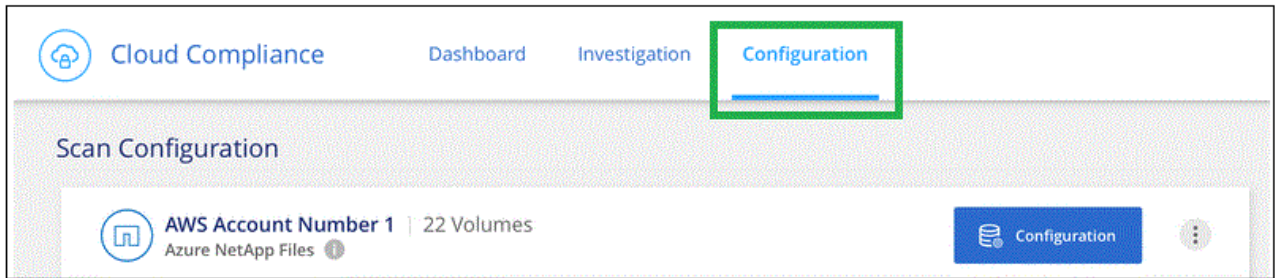 Cloud Compliance Dashboard Investigation Configuration
Scan Configuration
AWS Account Number 1 | 22 Volumes
Azure NetApp Files
Configuration